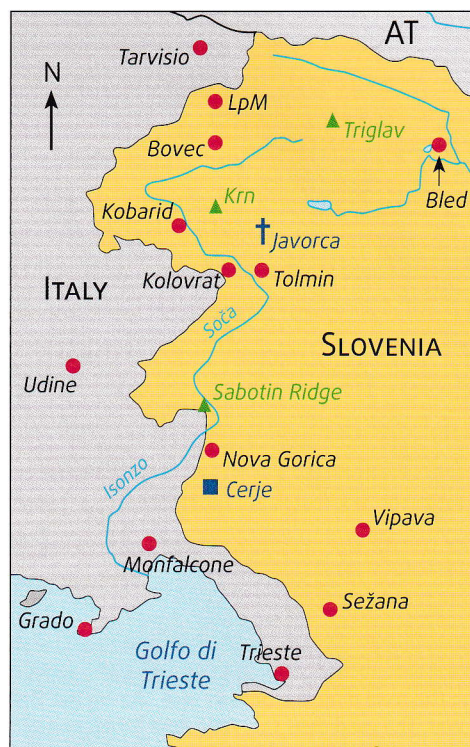 AT
Tarvisio
N
LpM
Triglav
Bovec
Bled
Krn
Kobarid
Javorca
Kolovrat
Tolmin
ITALY
Soča
SLOVENIA
Udine
Sabotin Ridge
Nova Gorica
Isonzo
Cerje
Vipava
Monfalcone
Sežana
Grado
Golfo di
Trieste
Trieste